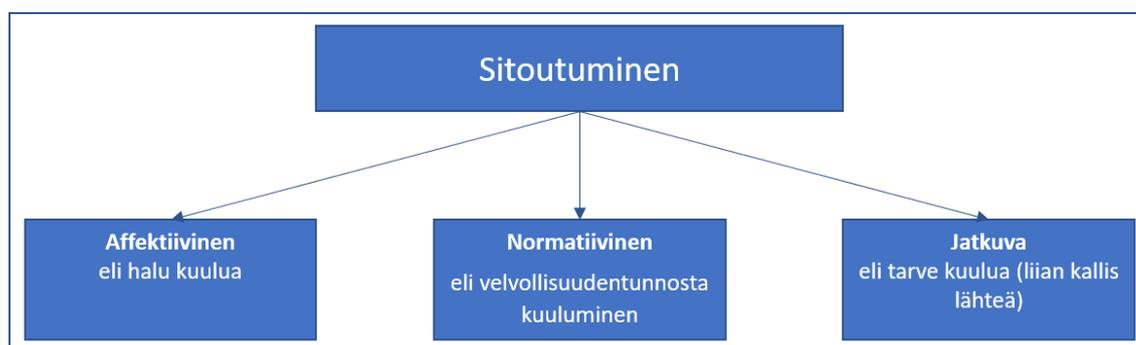 Sitoutuminen
Affektiivinen
eli halu kuulua
Normatiivinen
eli velvollisuudentunnosta
kuuluminen
Jatkuva
eli tarve kuulua (liian kallis
lähteä)